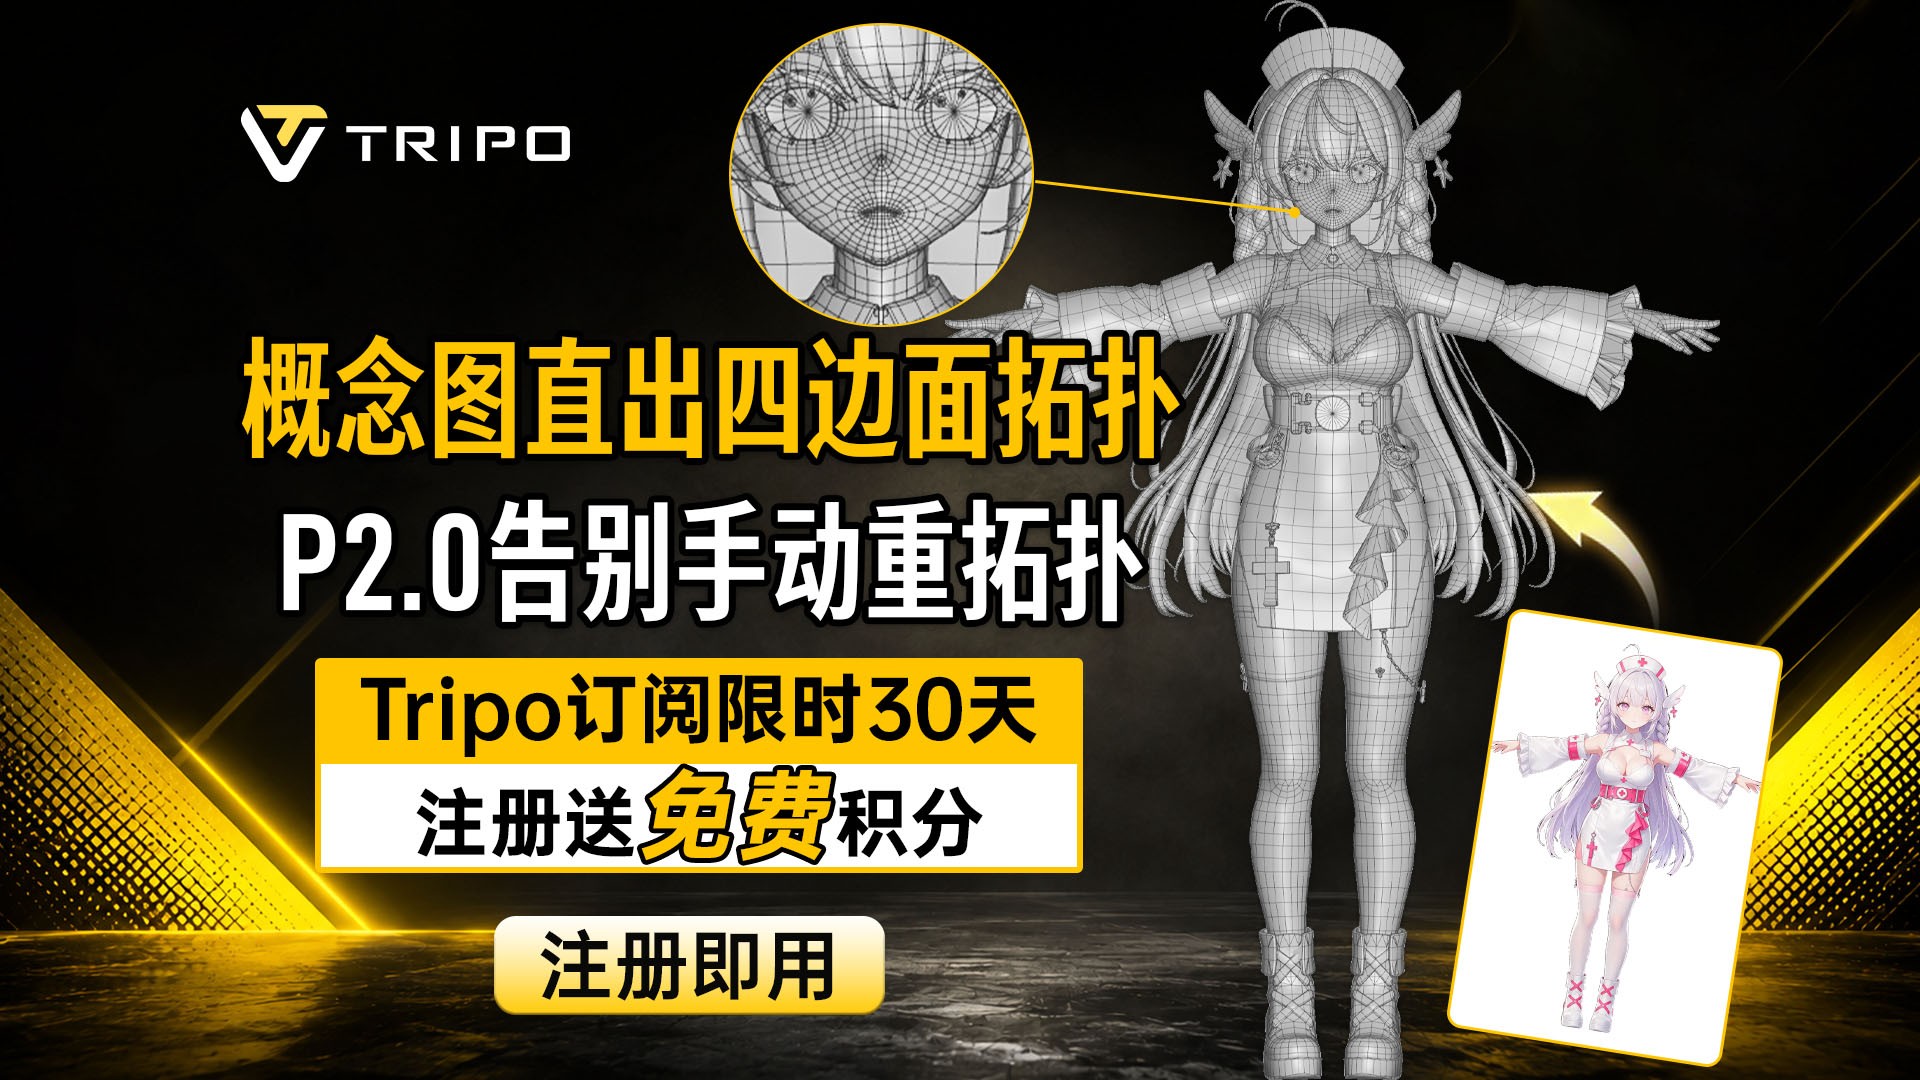 TRIPO
概念图直出四边面拓扑
P2.0告别手动重拓扑
Tripo订阅限时30天
注册送免费积分
注册即用